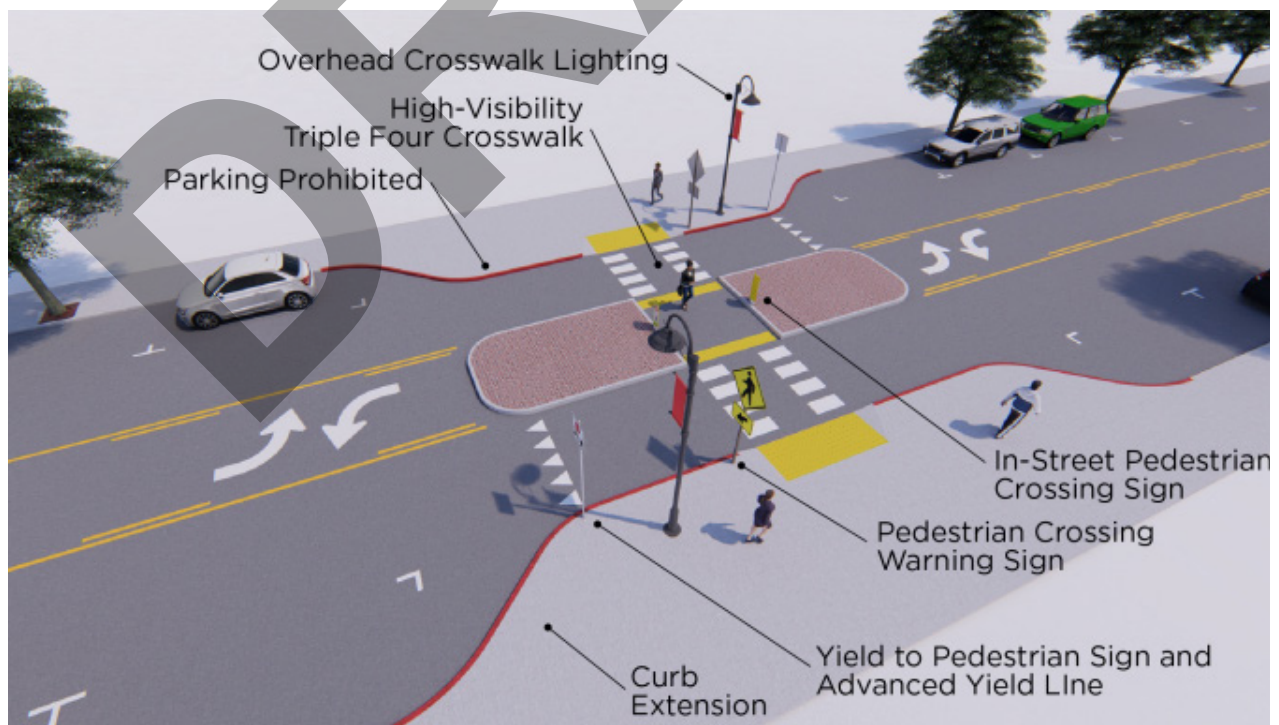 Overhead Crosswalk Lighting
High-Visibility
Triple Four Crosswalk
Parking Prohibited
In-Street Pedestrian
Crossing Sign
Pedestrian Crossing
Warning Sign
Yield to Pedestrian Sign and
Advanced Yield LIne
Curb
Extension